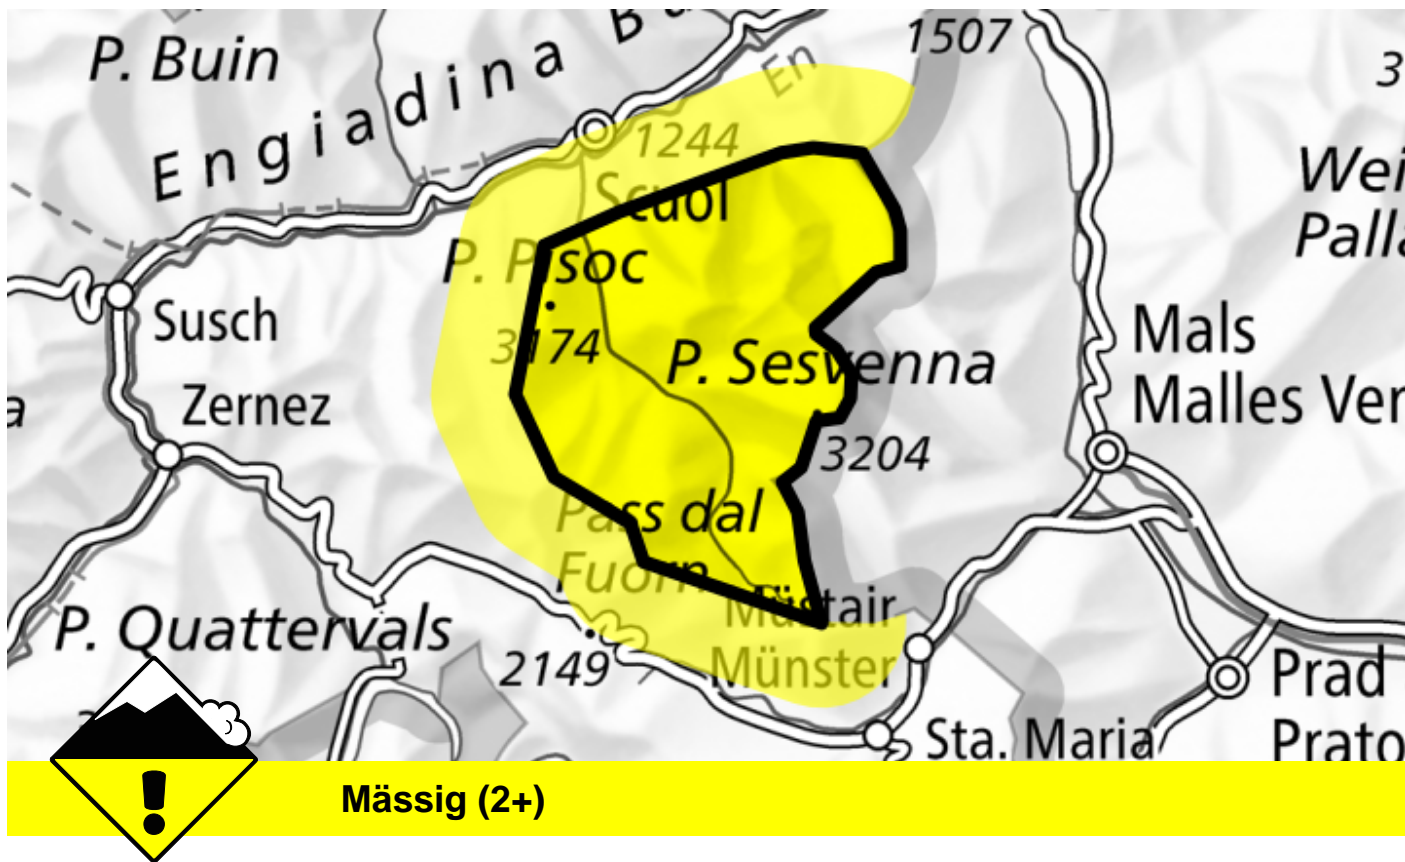 P. Buin
Engiadina B
En
1507
3
1244
Scuol
P. Pisoc
3174
Susch
Zernez
a
P. Sesvenna
3204
Wei
Palla
Mals
Malles Ver
Pass dal
Fuorn
Müstair
Münster
P. Quattervals
2149
Sta. Maria
Prad
Prato
Mässig (2+)